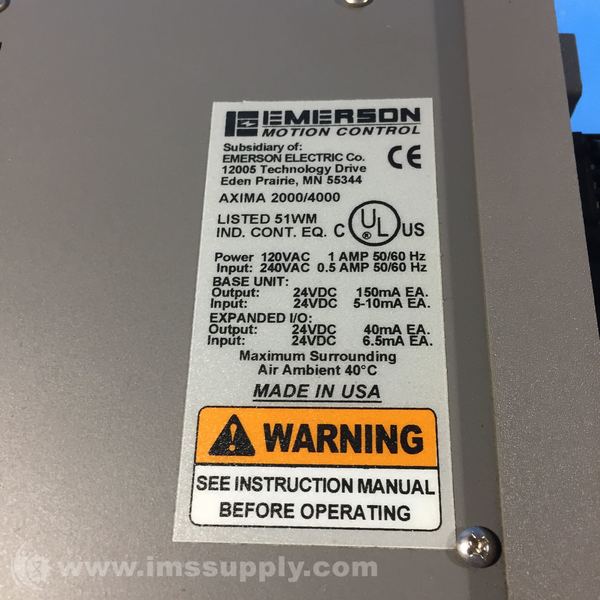 EMERSON
MOTION CONTROL
Subsidiary of:
EMERSON ELECTRIC Co.
12005 Technology Drive
Eden Prairie, MN 55344
CE
AXIMA 2000/4000
LISTED 51WM
IND. CONT. EQ.
C UL ® US
Power 120VAC 1 AMP 50/60 Hz
Input: 240VAC 0.5 AMP 50/60 Hz
BASE UNIT:
Output: 24VDC 150mA EA.
Input: 24VDC 5-10mA EA.
EXPANDED I/O:
Output: 24VDC 40mA EA.
Input: 24VDC 6.5mA EA.
Maximum Surrounding
Air Ambient 40°C
MADE IN USA
WARNING
SEE INSTRUCTION MANUAL
BEFORE OPERATING
www.imssupply.com